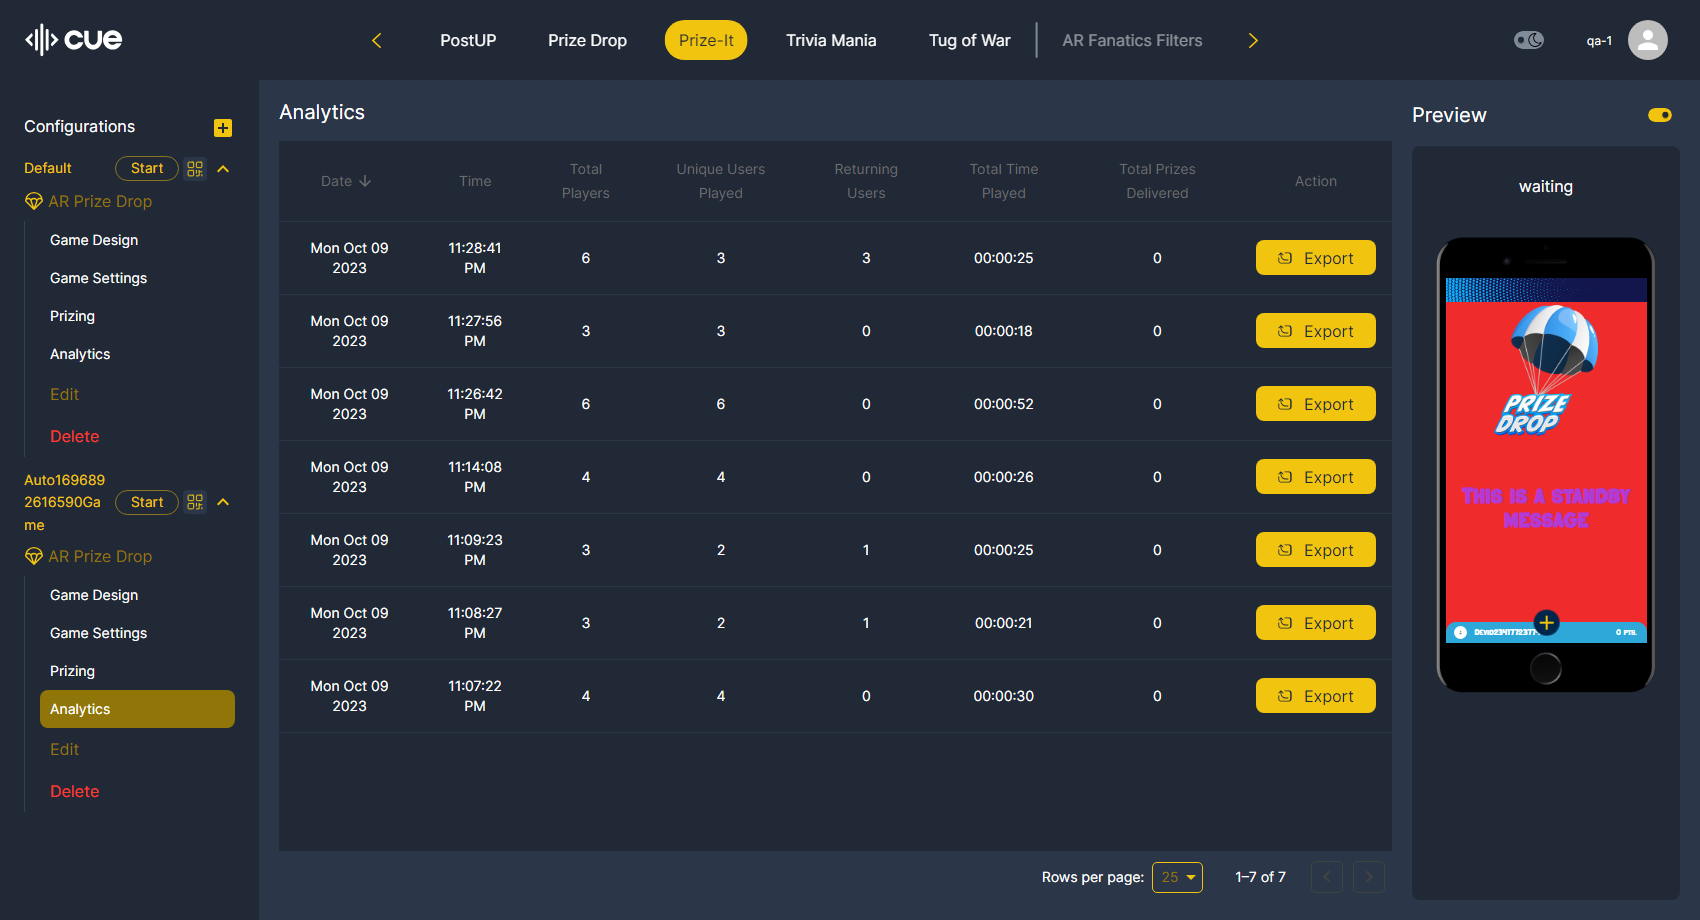 cue
PostUP
Prize Drop
Prize-It
Trivia Mania
Tug of War
AR Fanatics Filters
qa-1
Configurations
Default
Start
AR Prize Drop
Game Design
Game Settings
Prizing
Analytics
Edit
Delete
Auto169689
2616590Ga
me
Start
AR Prize Drop
Game Design
Game Settings
Prizing
Analytics
Edit
Delete
Analytics
Date
Time
Total
Players
Unique Users
Played
Returning
Users
Total Time
Played
Total Prizes
Delivered
Action
Mon Oct 09
2023
11:28:41
PM
6
3
3
00:00:25
0
Export
Mon Oct 09
2023
11:27:56
PM
3
3
0
00:00:18
0
Export
Mon Oct 09
2023
11:26:42
PM
6
6
0
00:00:52
0
Export
Mon Oct 09
2023
11:14:08
PM
4
4
0
00:00:26
0
Export
Mon Oct 09
2023
11:09:23
PM
3
2
1
00:00:25
0
Export
Mon Oct 09
2023
11:08:27
PM
3
2
1
00:00:21
0
Export
Mon Oct 09
2023
11:07:22
PM
4
4
0
00:00:30
0
Export
Rows per page:
25
1–7 of 7
Preview
waiting
PRIZE
DROP
THIS IS A STANDBY
MESSAGE
0 PTS.